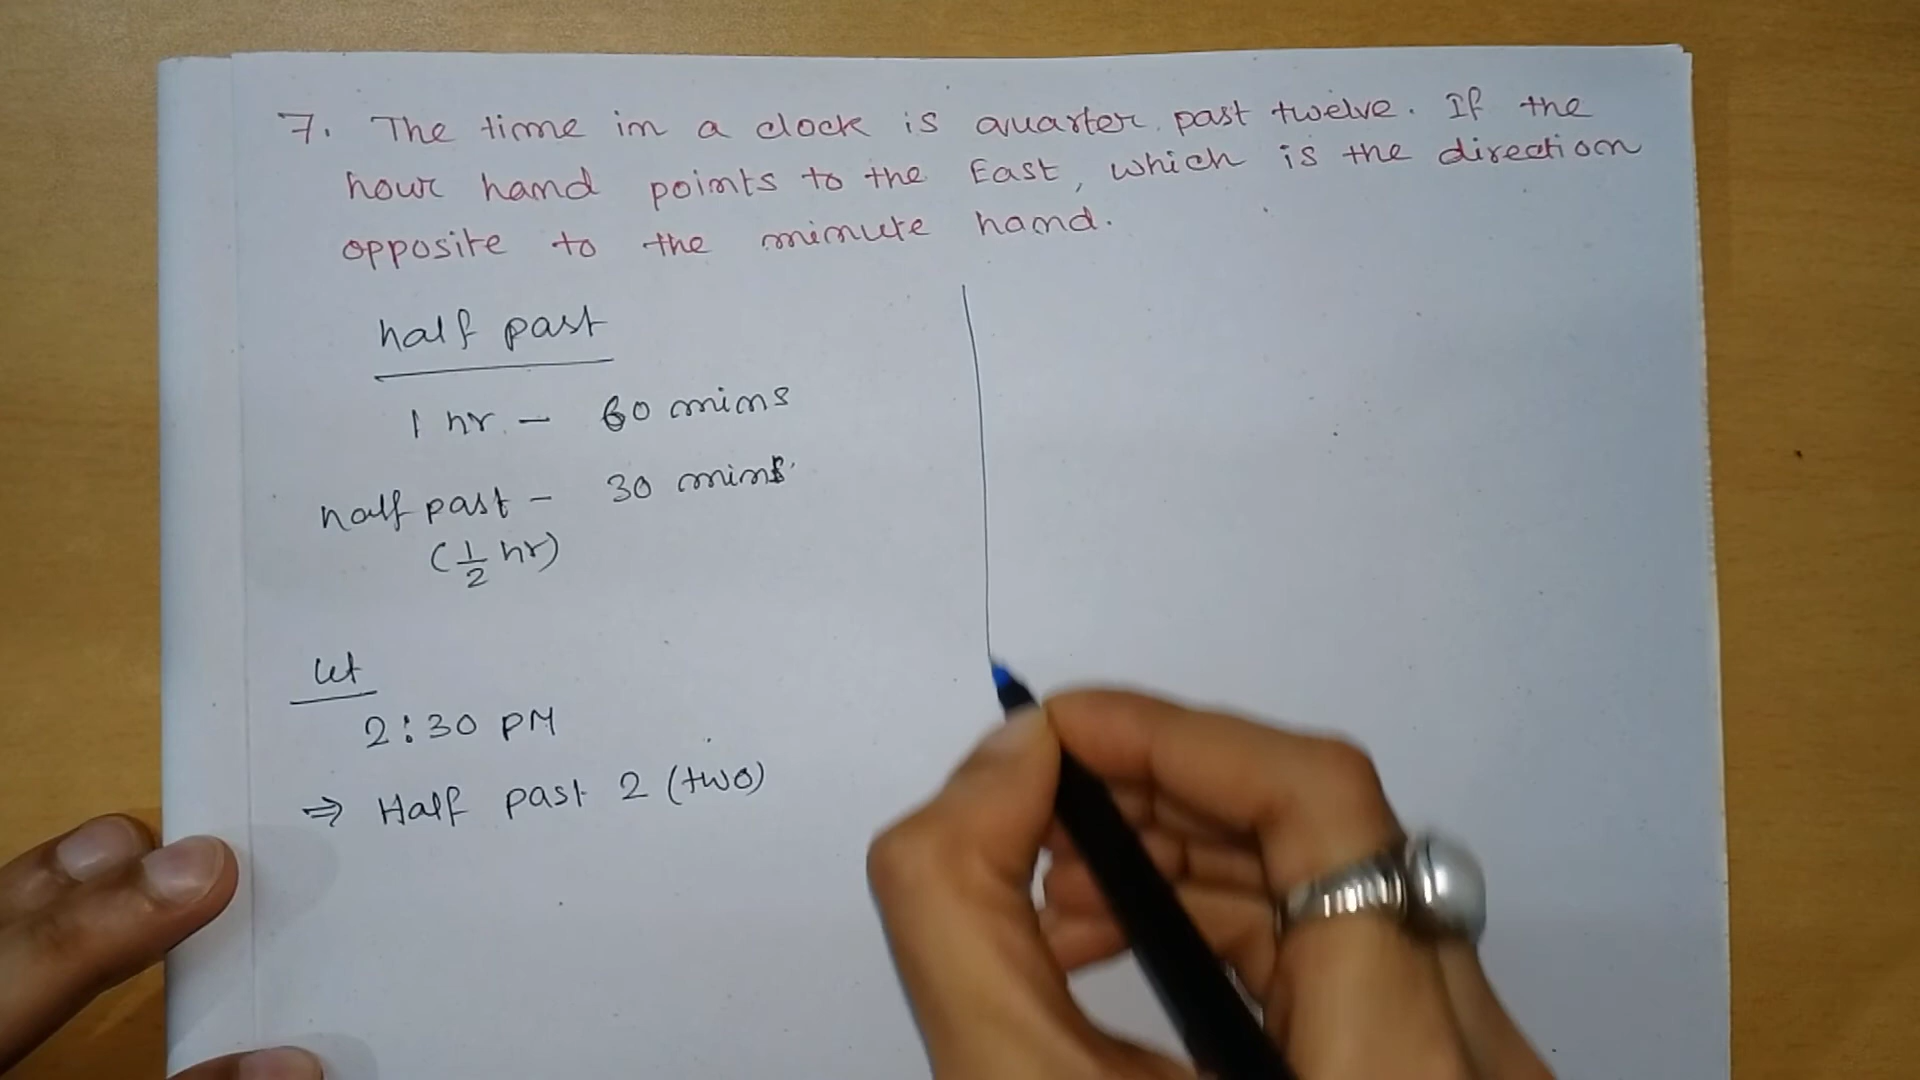 7. The time in a clock is quarter past twelve. If the
hour hand points to the East, which is the direction
opposite to the minute hand.
half past
1 hr. - 60 mins
half past - 30 mins
(1/2 hr)
let
2:30 PM
⇒ Half past 2 (two)